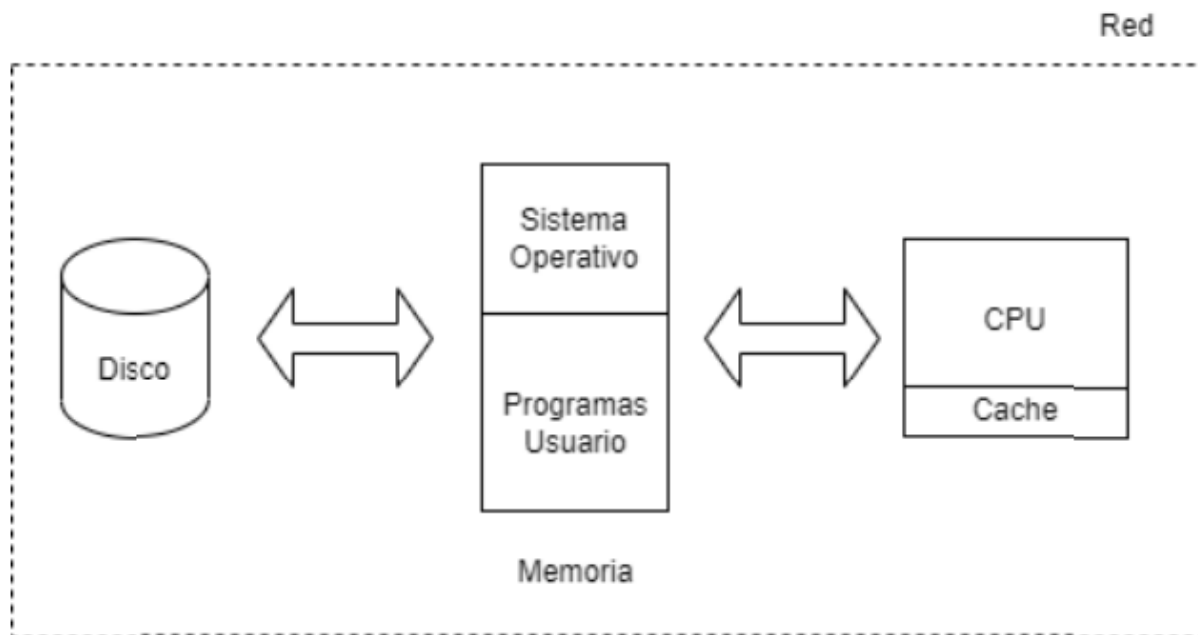 Red
Sistema
Operativo
Disco
Programas
Usuario
CPU
Cache
Memoria